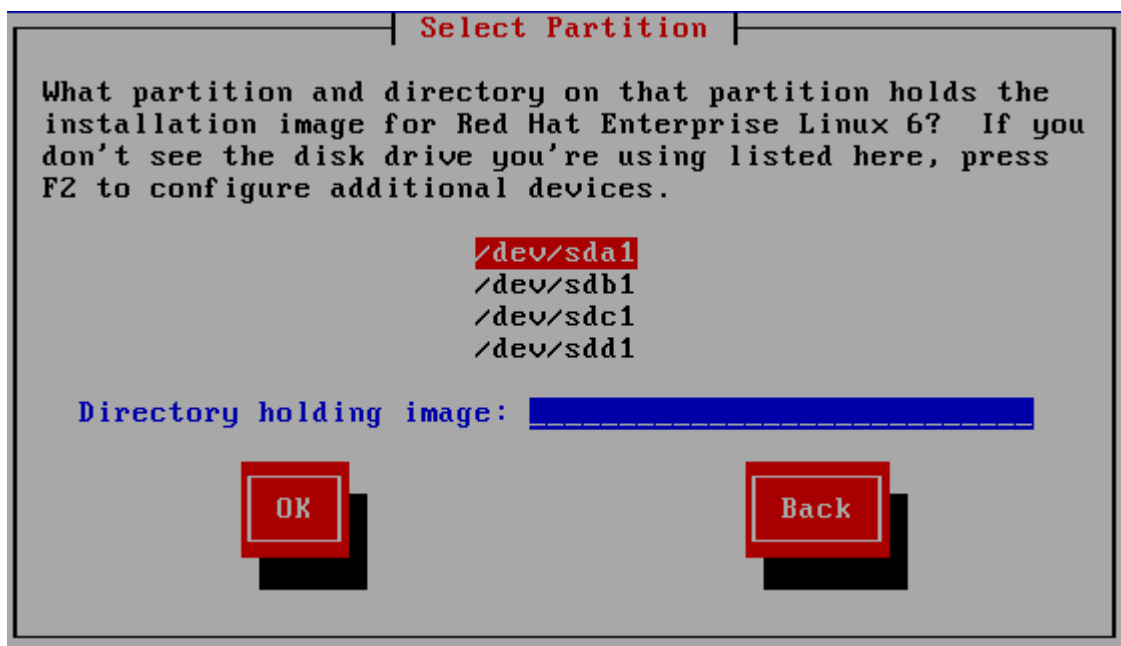 Select Partition
What partition and directory on that partition holds the
installation image for Red Hat Enterprise Linux 6?  If you
don't see the disk drive you're using listed here, press
F2 to configure additional devices.
/dev/sda1
/dev/sdb1
/dev/sdc1
/dev/sdd1
Directory holding image: ____________________________
OK Back